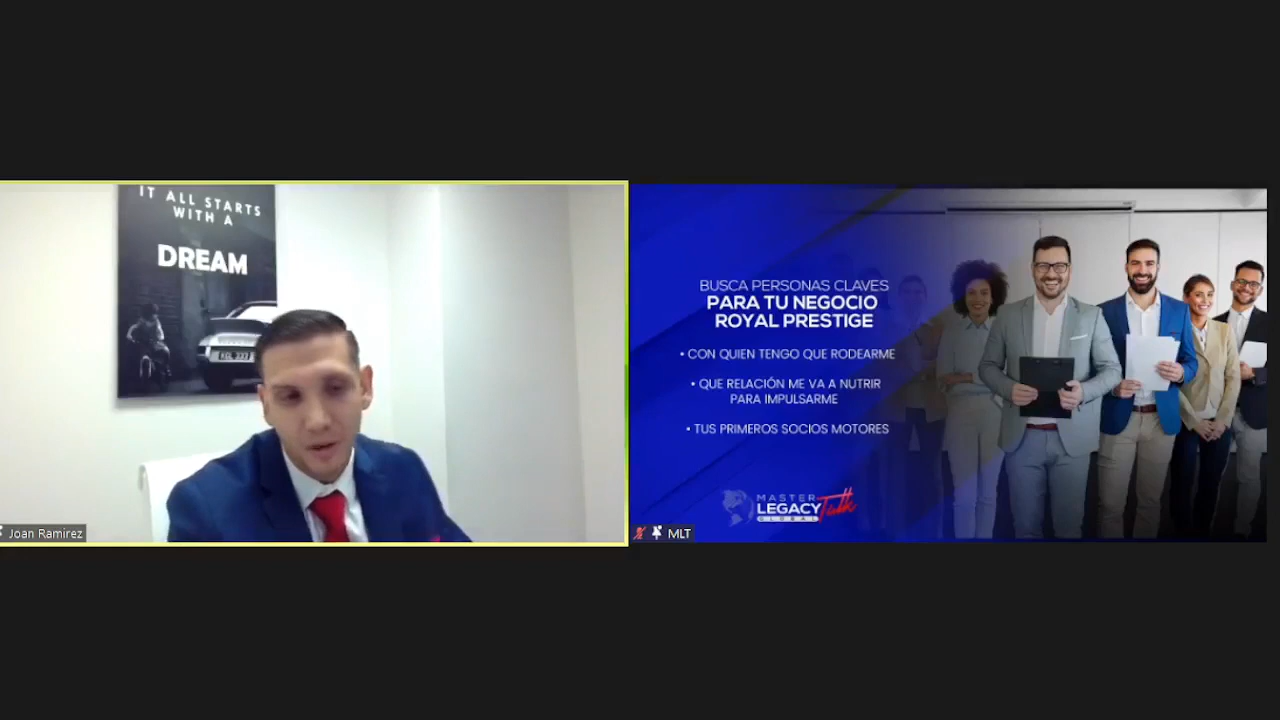 IT ALL STARTS
WITH A
DREAM
Joan Ramirez
BUSCA PERSONAS CLAVES
PARA TU NEGOCIO
ROYAL PRESTIGE
• CON QUIEN TENGO QUE RODEARME
• QUE RELACIÓN ME VA A NUTRIR
PARA IMPULSARME
• TUS PRIMEROS SOCIOS MOTORES
MASTER
LEGACY Talk
GLOBAL
MLT